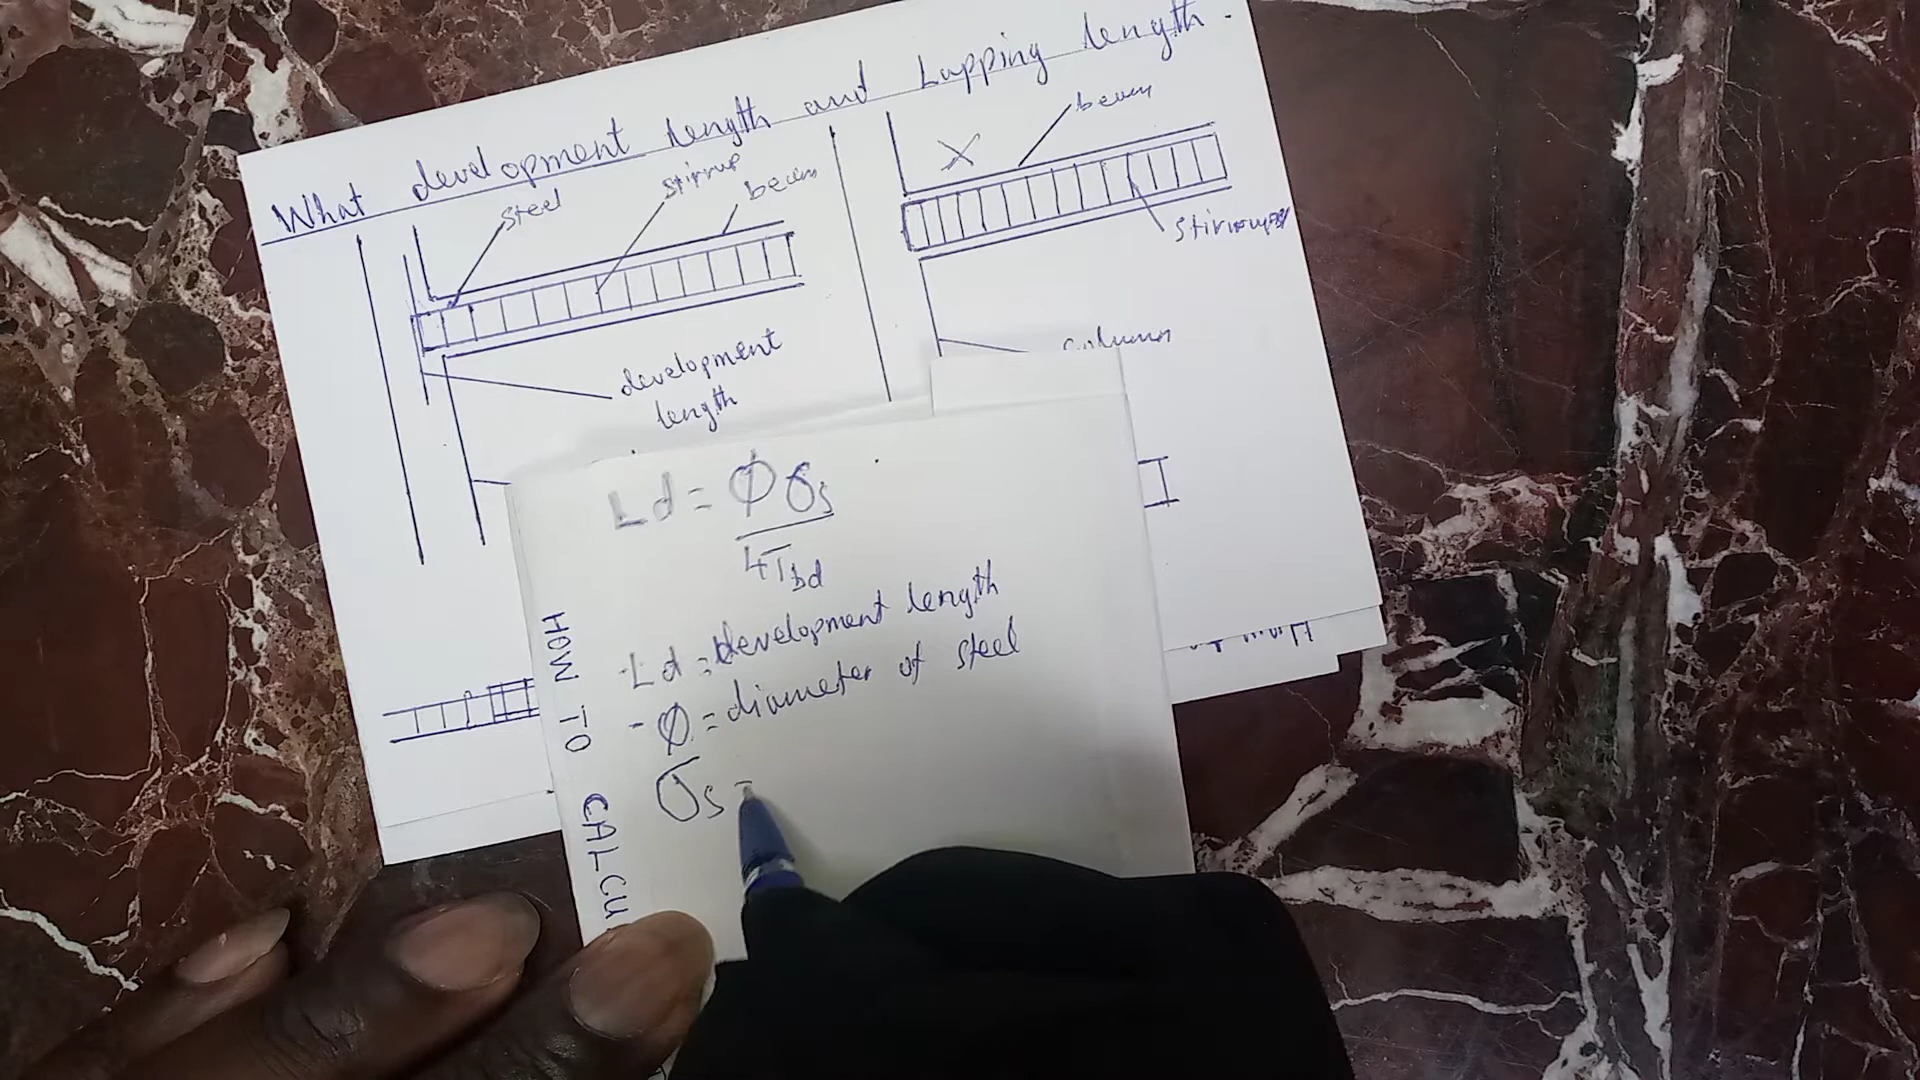 What development length and Lapping length.
steel
stirrup
beam
development
length
beam
stirrups
column
Ld = ϕσs
4τbd
- Ld = development length
- ϕ = diameter of steel
σs =
HOW TO CALCU